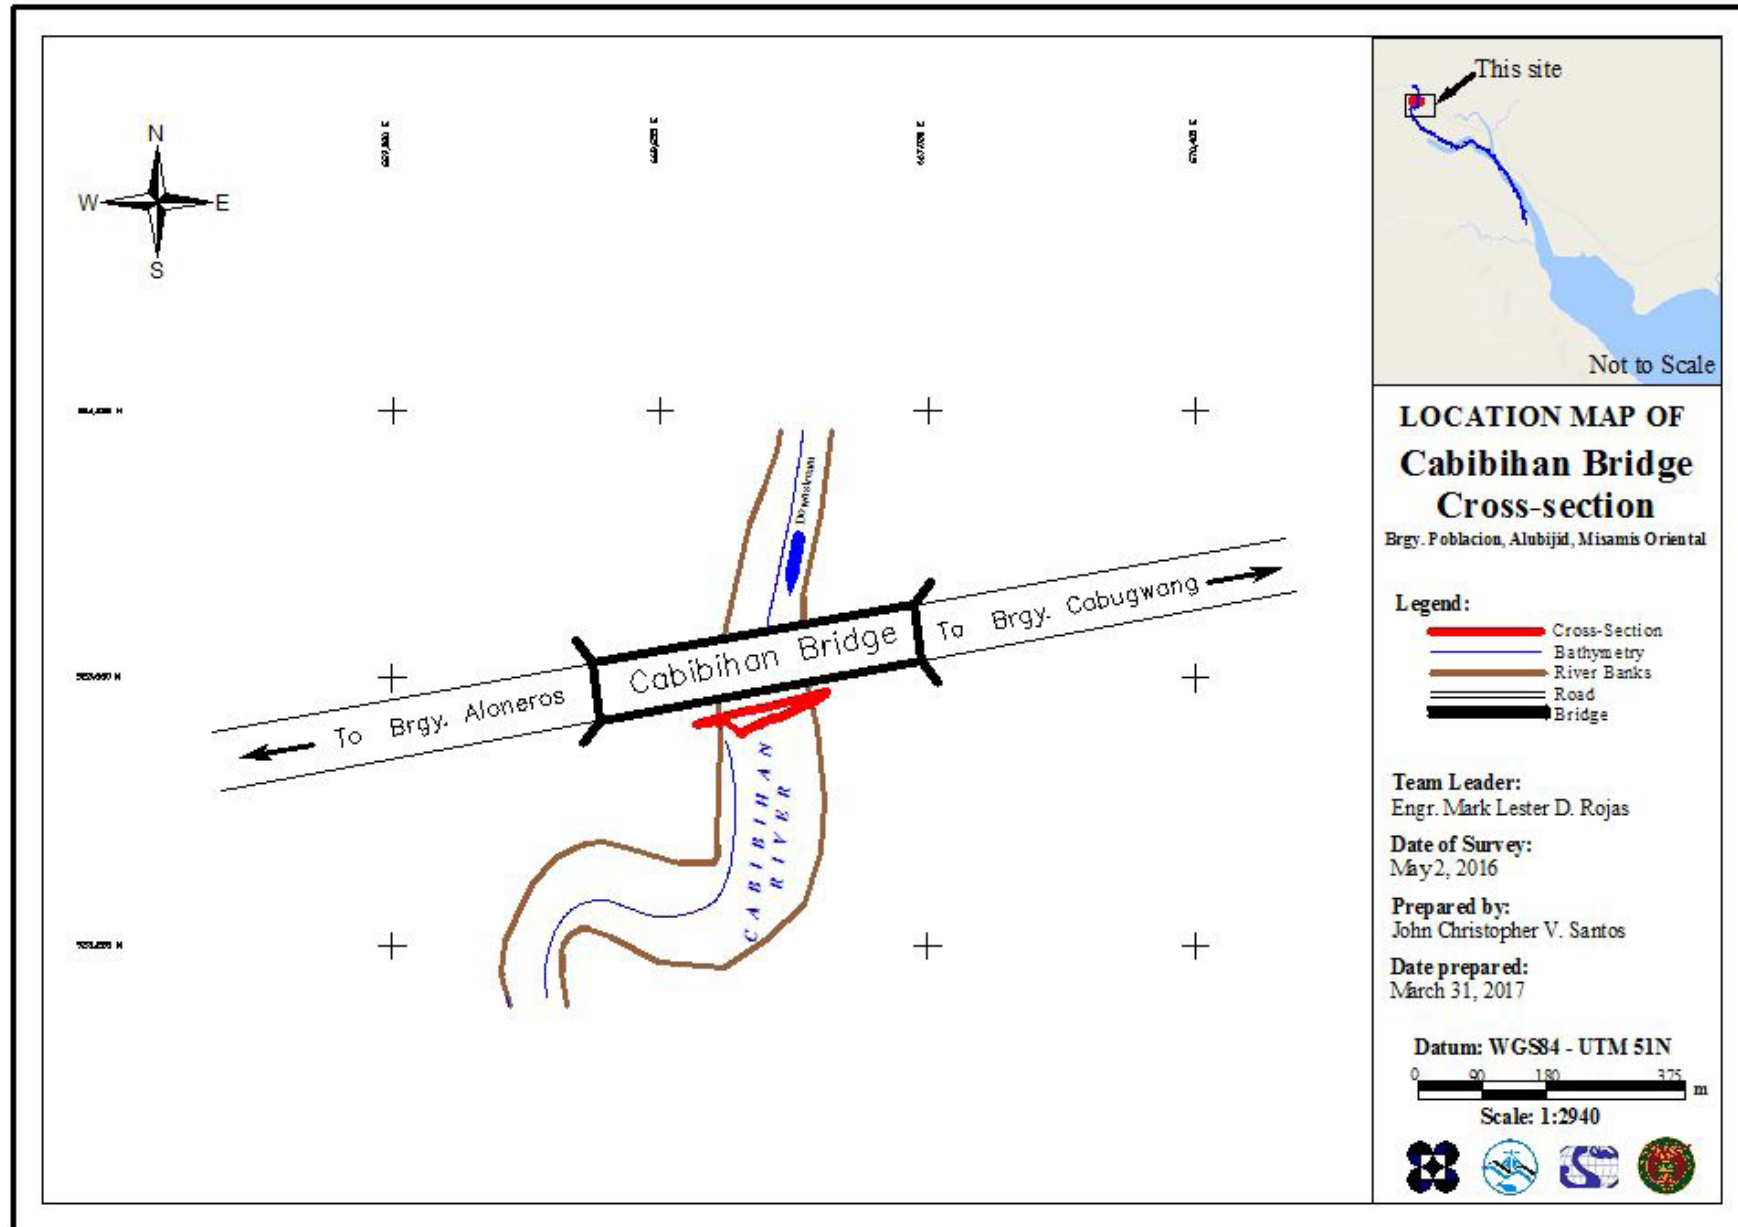 This site
Not to Scale
N
W
E
S
Downstream
Cabibihan Bridge
To Brgy. Cabugwang
To Brgy. Aloneros
CABIBIHAN
RIVER
LOCATION MAP OF
Cabibihan Bridge
Cross-section
Brgy. Poblacion, Alubijid, Misamis Oriental
Legend:
Cross-Section
Bathymetry
River Banks
Road
Bridge
Team Leader:
Engr. Mark Lester D. Rojas
Date of Survey:
May 2, 2016
Prepared by:
John Christopher V. Santos
Date prepared:
March 31, 2017
Datum: WGS84 - UTM 51N
0 90 180 375
m
Scale: 1:2940